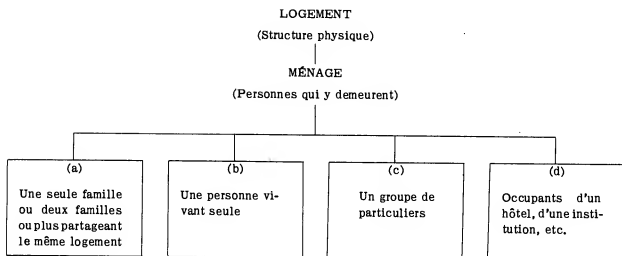 LOGEMENT
(Structure physique)
MÉNAGE
(Personnes qui y demeurent)
(a)
Une seule famille
ou deux familles
ou plus partageant
le même logement
(b)
Une personne vi-
vant seule
(c)
Un groupe de
particuliers
(d)
Occupants d'un
hôtel, d'une insti-
tution, etc.